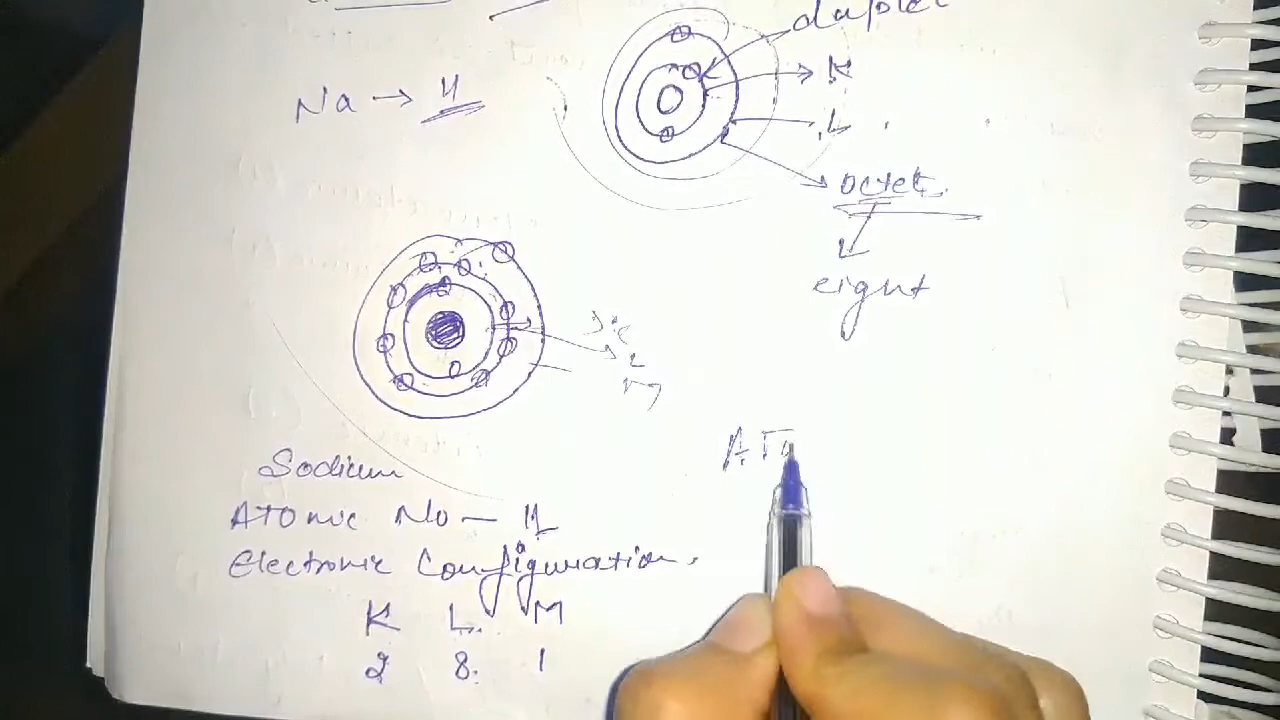 duplet
Na → 11
K
L
octet
eight
L
Sodium
Atomic No — 11
Electronic Configuration.
K L M
2 8 1